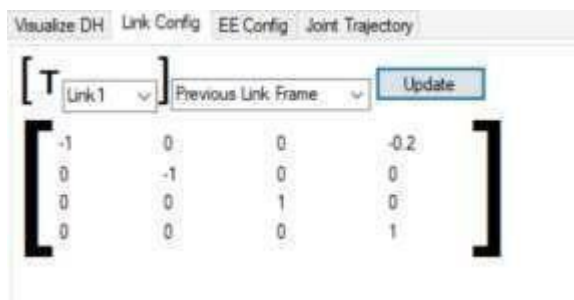 Visualize DH Link Config EE Config Joint Trajectory
[ T Link1 ] Previous Link Frame Update
-1 0 0 -0.2
0 -1 0 0
0 0 1 0
0 0 0 1